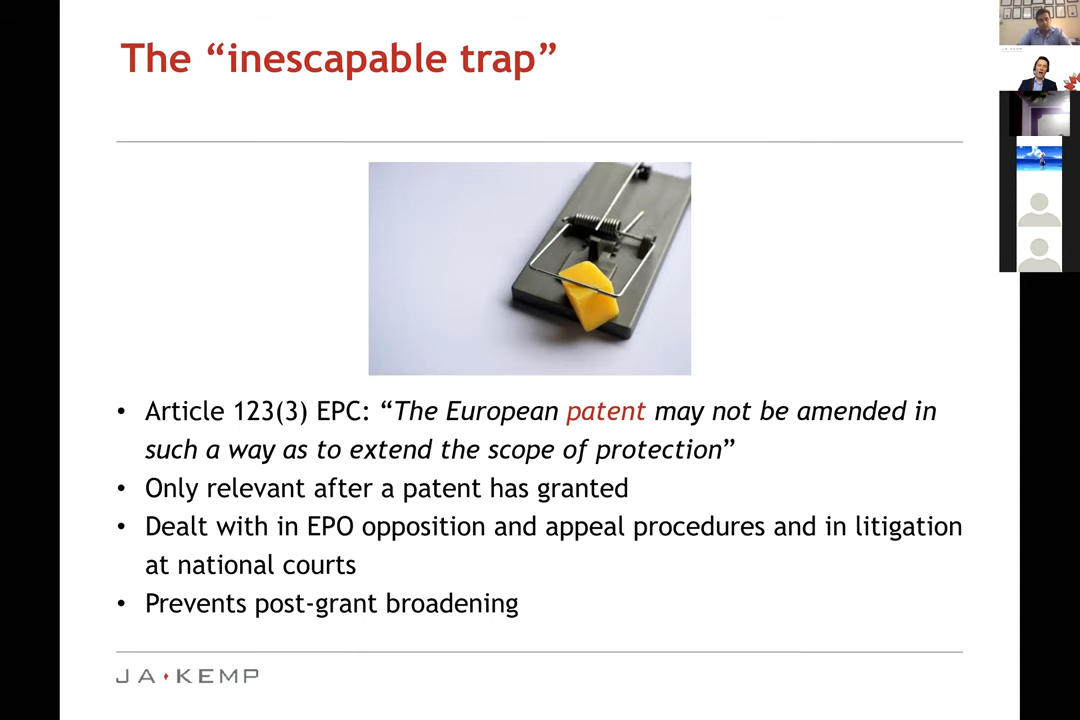 The “inescapable trap”
• Article 123(3) EPC: “The European patent may not be amended in
such a way as to extend the scope of protection”
• Only relevant after a patent has granted
• Dealt with in EPO opposition and appeal procedures and in litigation
at national courts
• Prevents post-grant broadening
JA KEMP